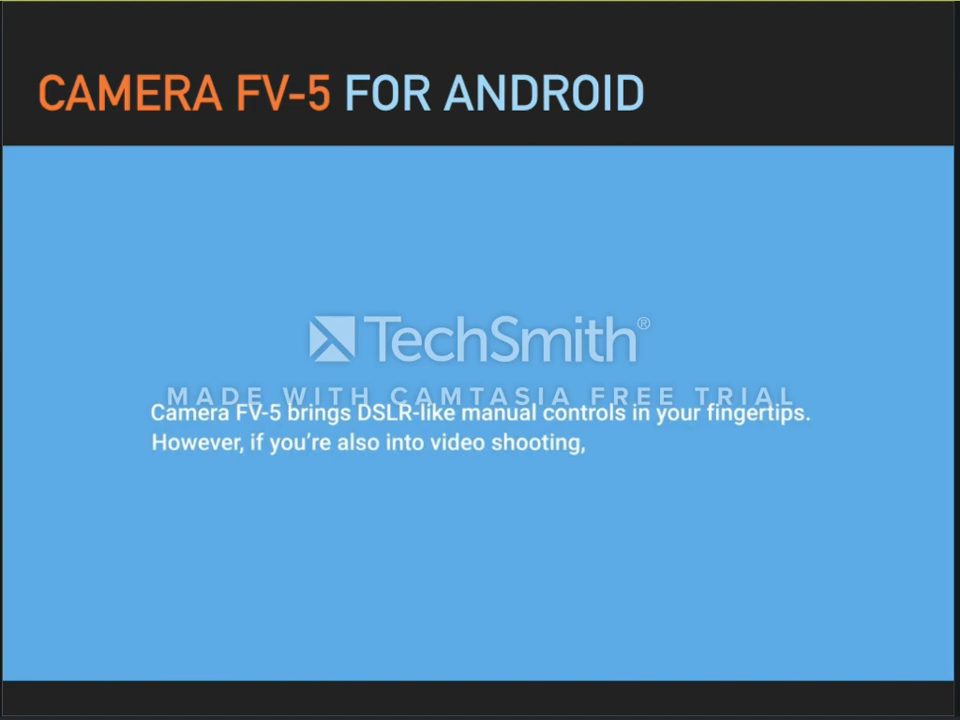 CAMERA FV-5 FOR ANDROID
TechSmith®
MADE WITH CAMTASIA FREE TRIAL
Camera FV-5 brings DSLR-like manual controls in your fingertips.
However, if you’re also into video shooting,